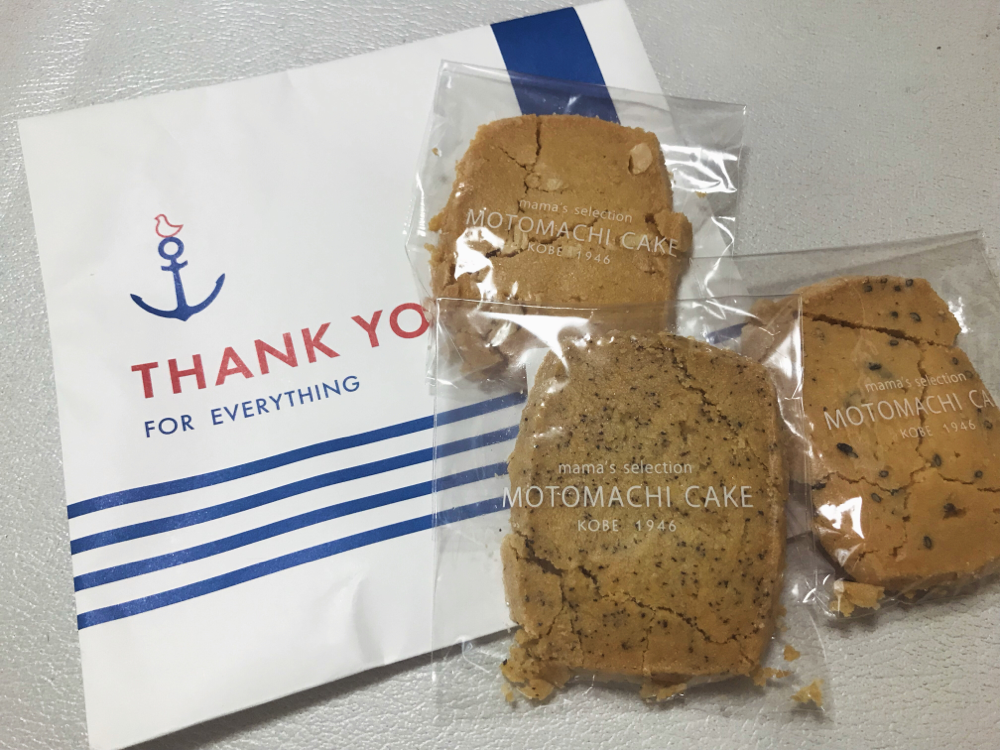 THANK YO
FOR EVERYTHING
mama's selection
MOTOMACHI CAKE
KOBE 1946
mama's selection
MOTOMACHI CAKE
KOBE 1946
mama's selection
MOTOMACHI CA
KOBE 1946